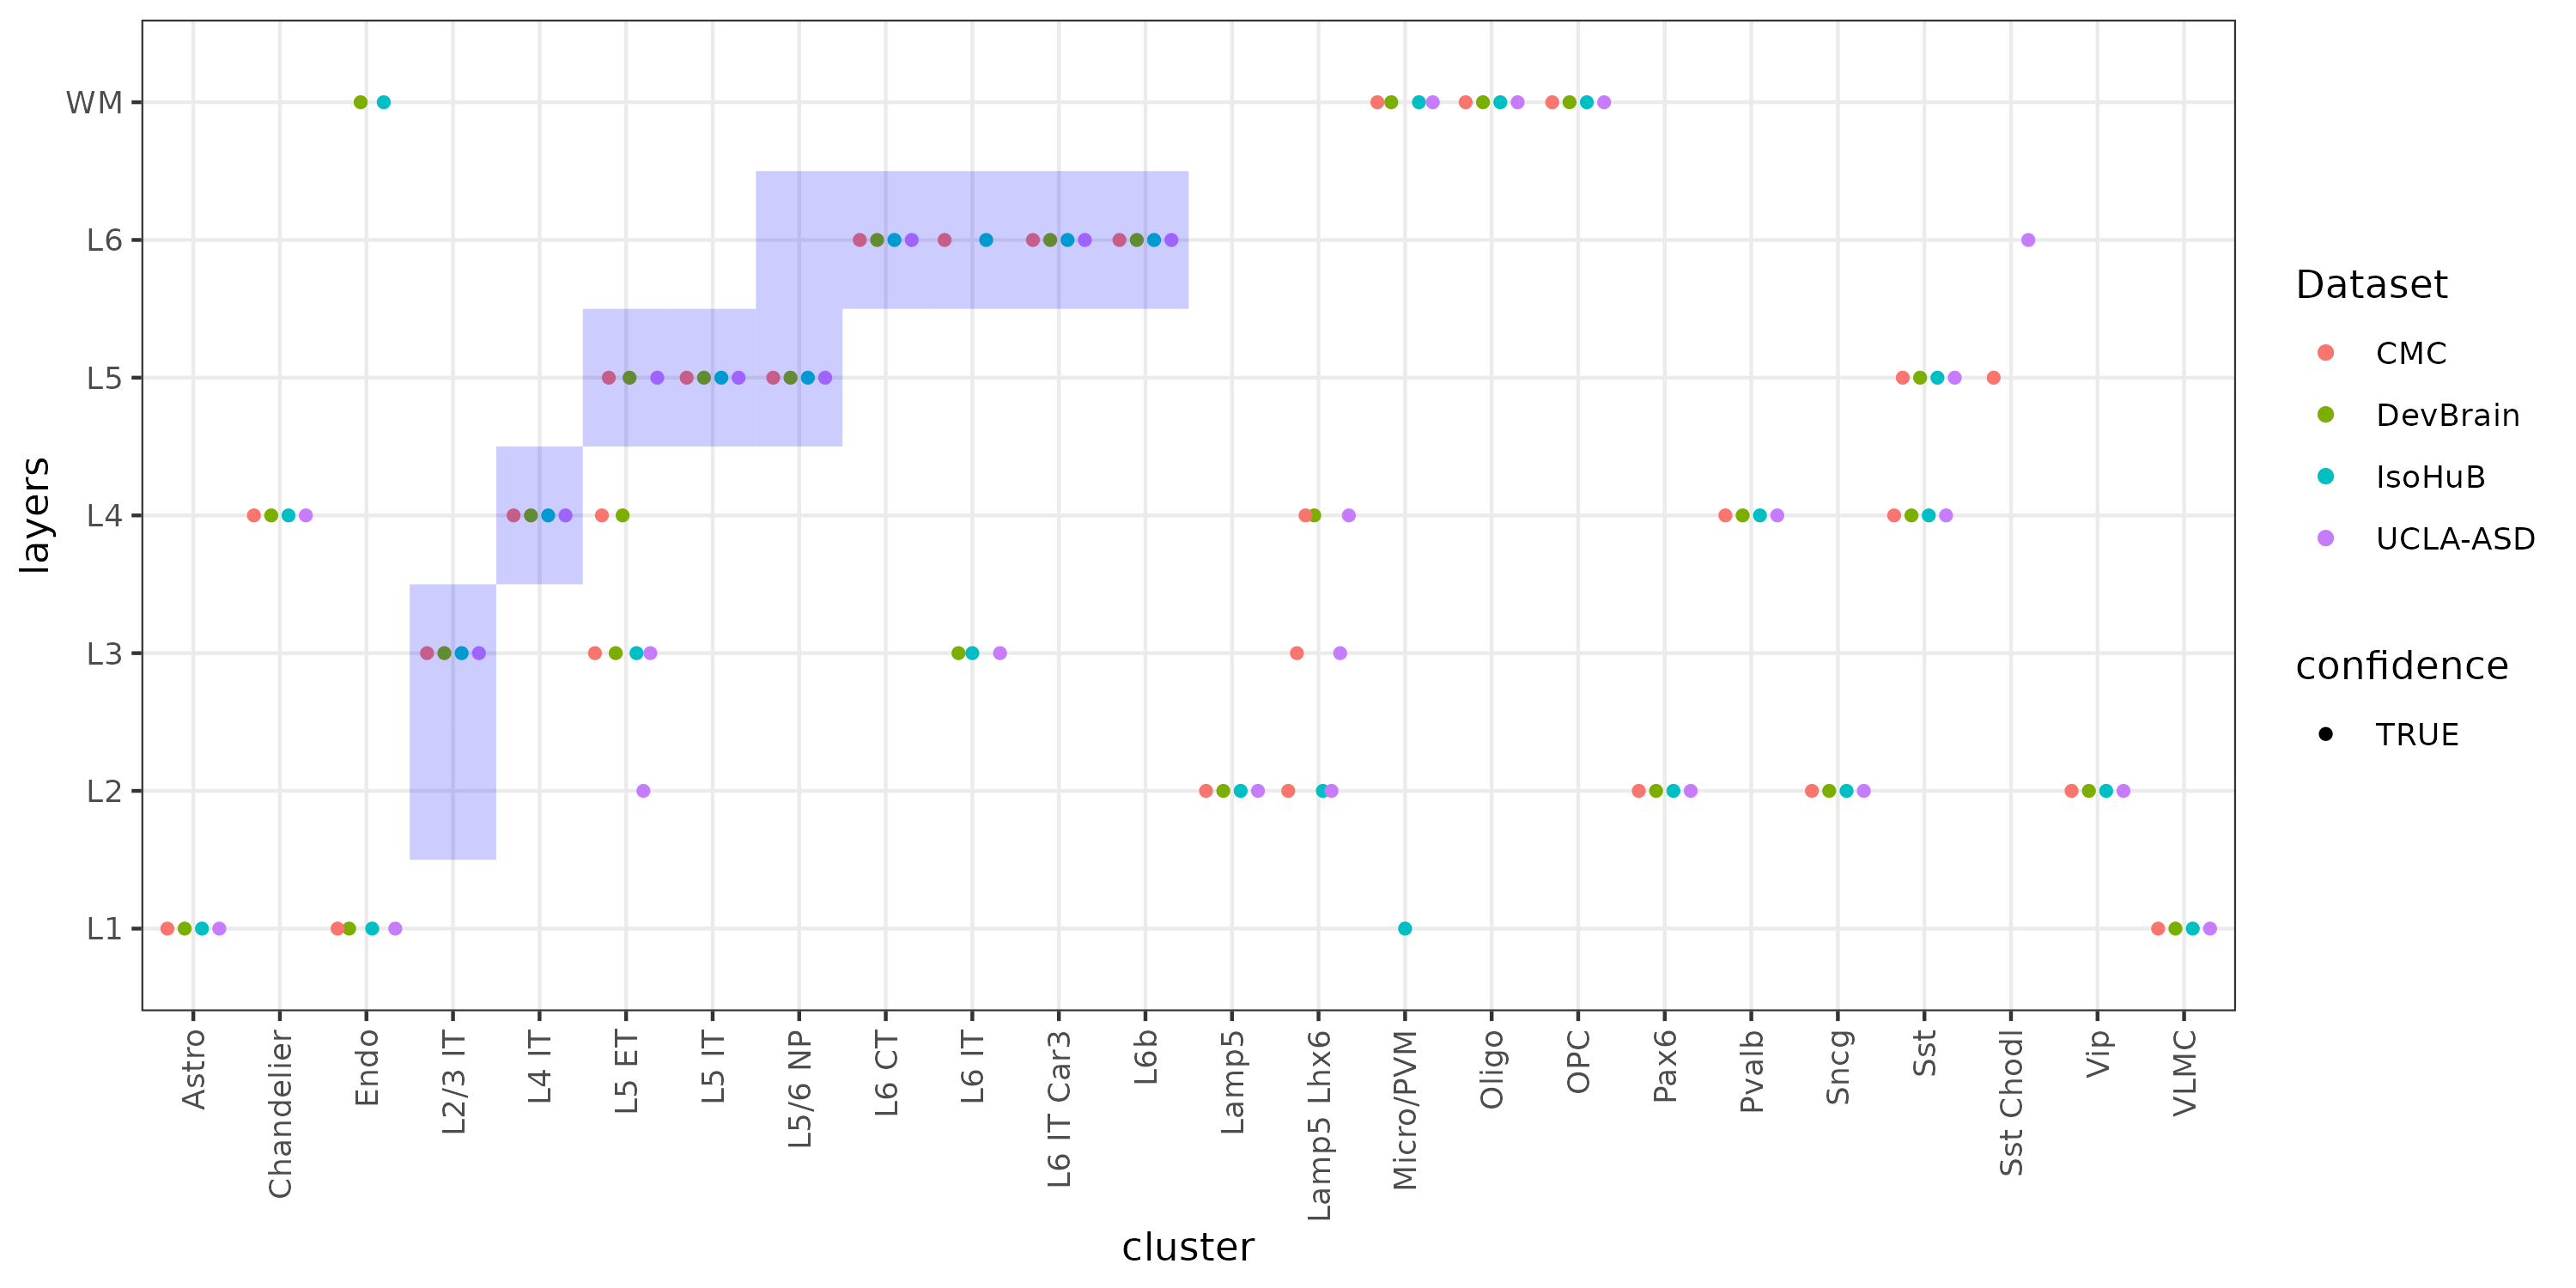 WM
L6
L5
L4
L3
L2
L1
layers
Astro
Chandelier
Endo
L2/3 IT
L4 IT
L5 ET
L5 IT
L5/6 NP
L6 CT
L6 IT
L6 IT Car3
L6b
Lamp5
Lamp5 Lhx6
Micro/PVM
Oligo
OPC
Pax6
Pvalb
Sncg
Sst
Sst Chodl
Vip
VLMC
cluster
Dataset
CMC
DevBrain
IsoHuB
UCLA-ASD
confidence
TRUE